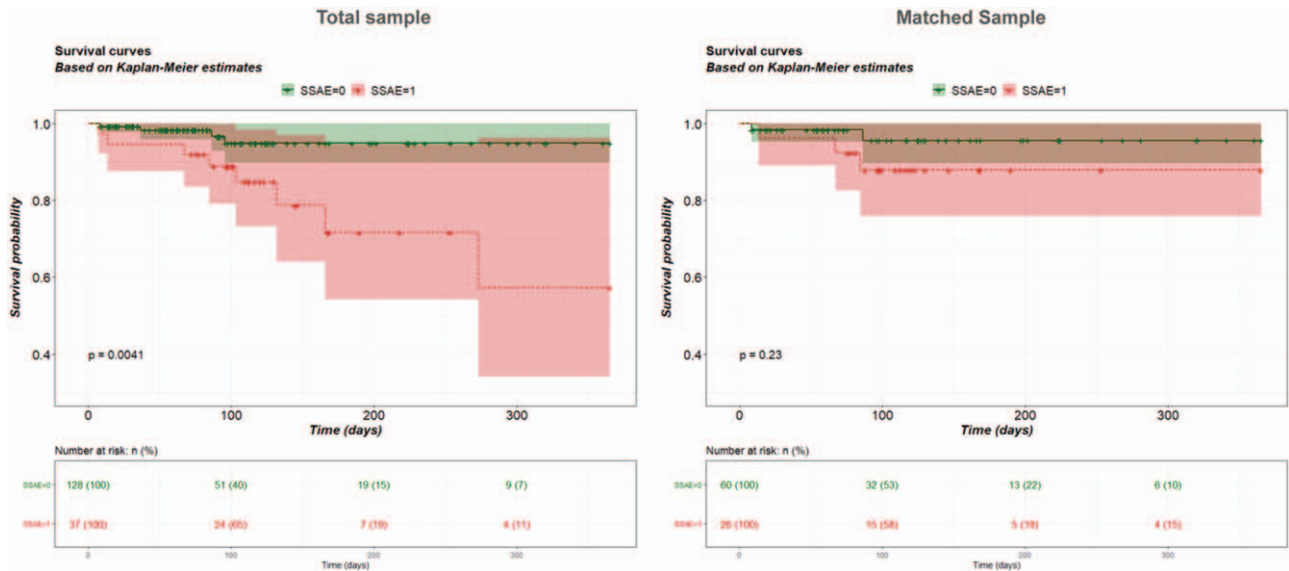 Total sample
Survival curves
Based on Kaplan-Meier estimates
SSAE=0 SSAE=1
1.0
0.8
0.6
0.4
Survival probability
p = 0.0041
0 100 200 300
Time (days)
Number at risk: n (%)
SSAE=0 128 (100) 51 (40) 19 (15) 9 (7)
SSAE=1 37 (100) 24 (65) 7 (19) 4 (11)
0 100 200 300
Time (days)
Matched Sample
Survival curves
Based on Kaplan-Meier estimates
SSAE=0 SSAE=1
1.0
0.8
0.6
0.4
Survival probability
p = 0.23
0 100 200 300
Time (days)
Number at risk: n (%)
SSAE=0 60 (100) 32 (53) 13 (22) 6 (10)
SSAE=1 26 (100) 15 (58) 5 (19) 4 (15)
0 100 200 300
Time (days)